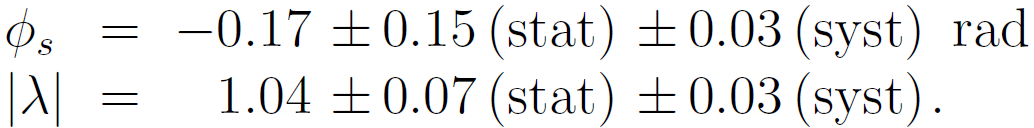 ϕₛ = −0.17 ± 0.15 (stat) ± 0.03 (syst) rad
|λ| = 1.04 ± 0.07 (stat) ± 0.03 (syst).